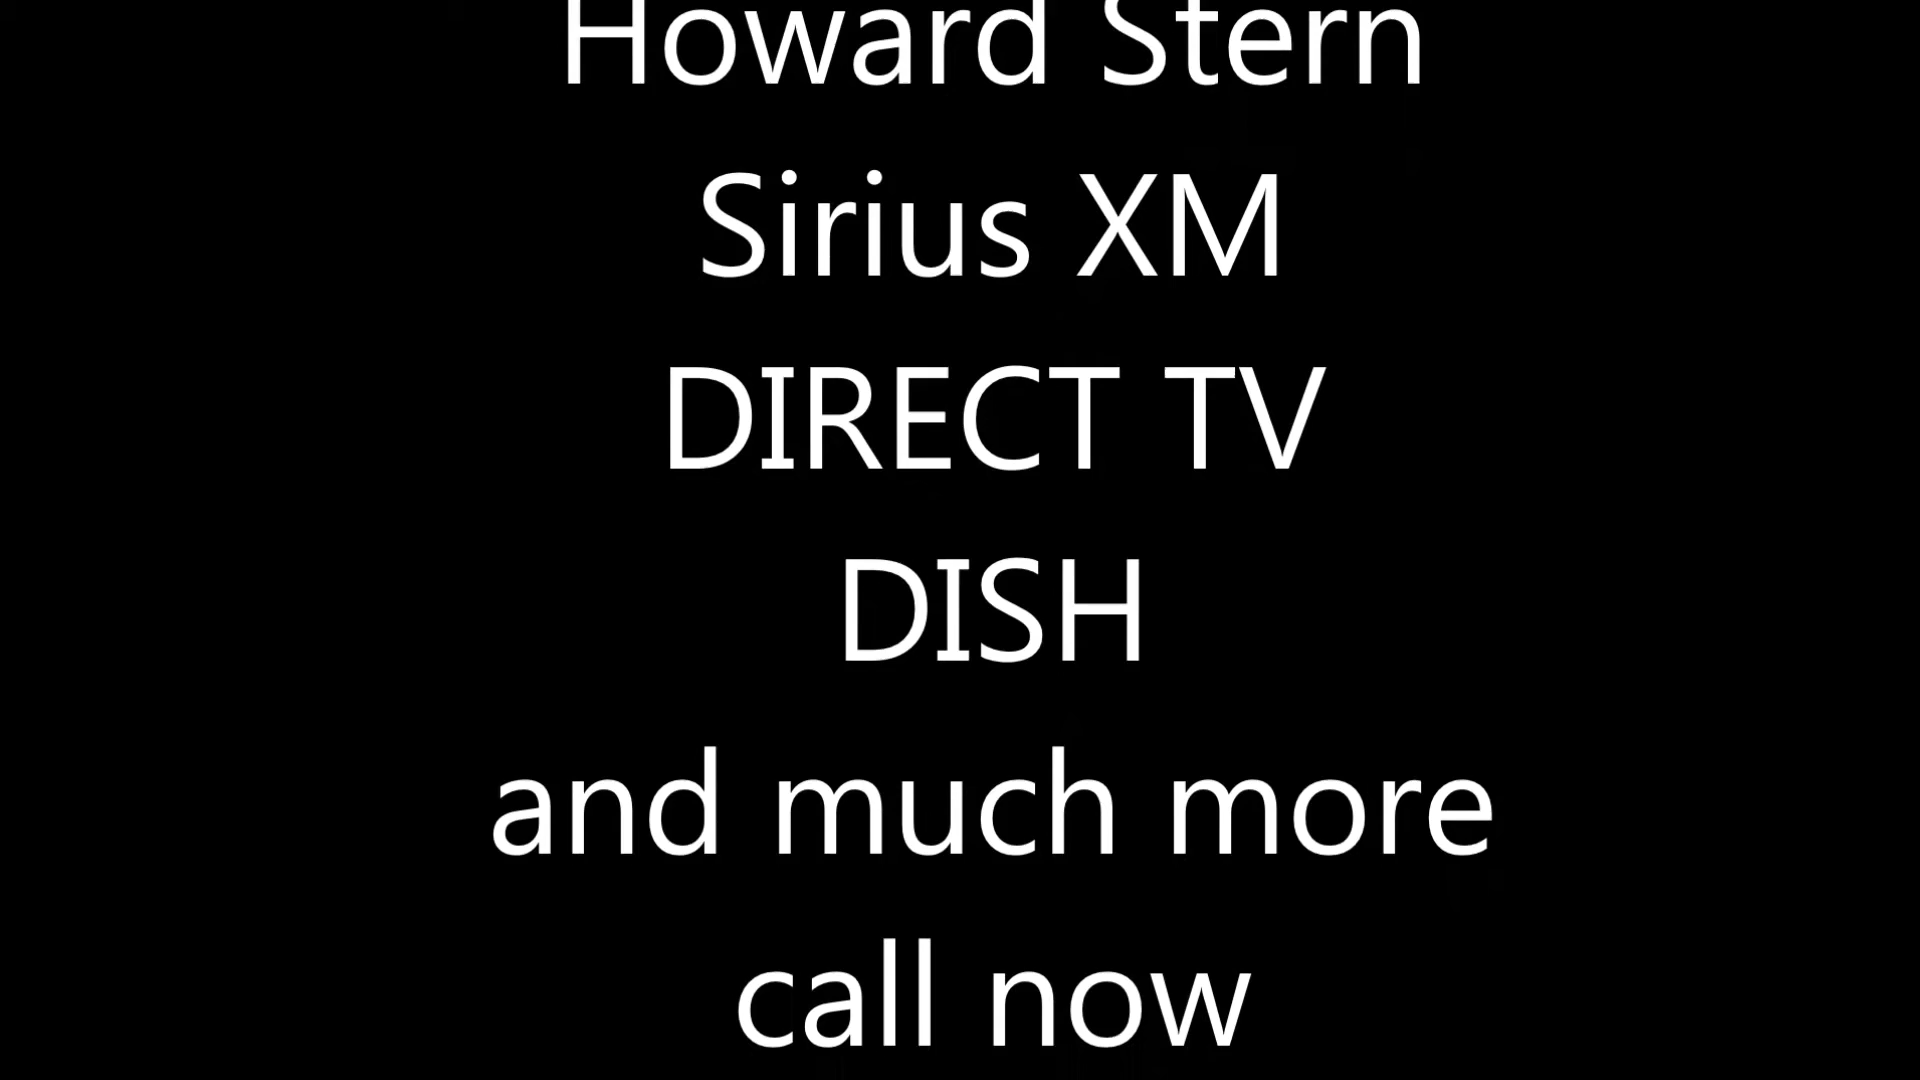 Howard Stern
Sirius XM
DIRECT TV
DISH
and much more
call now